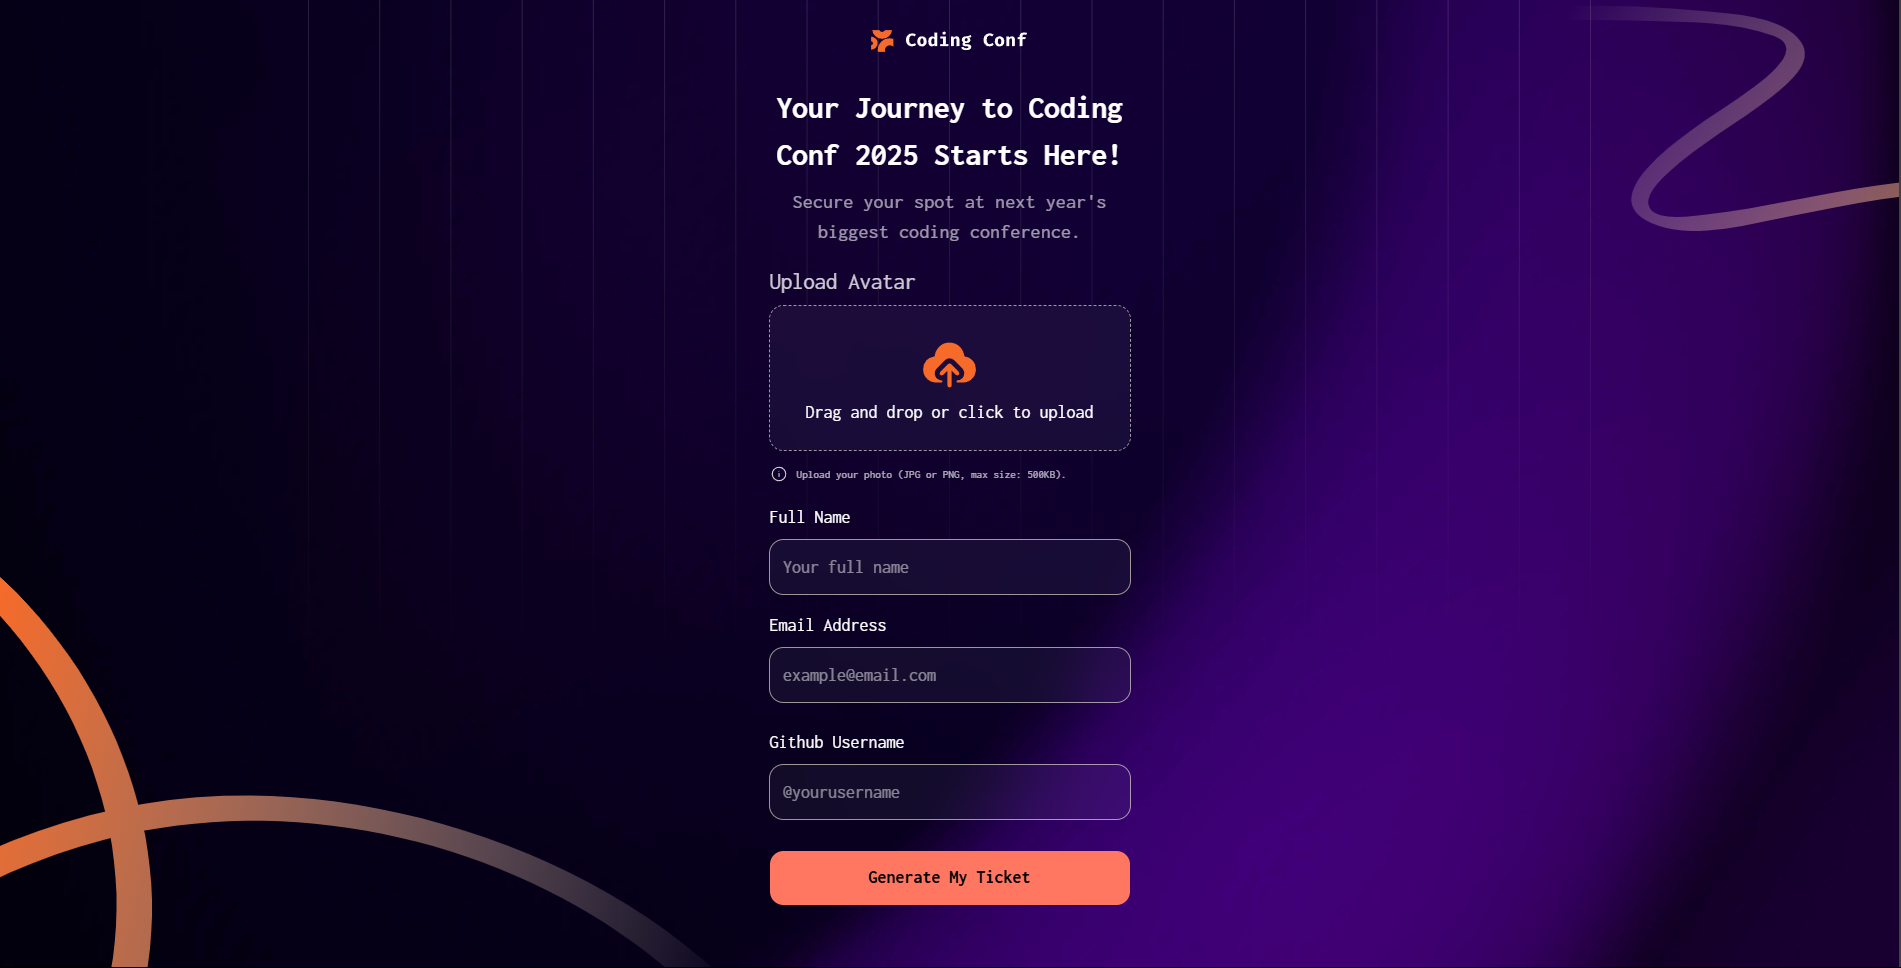 Coding Conf
Your Journey to Coding
Conf 2025 Starts Here!
Secure your spot at next year's
biggest coding conference.
Upload Avatar
Drag and drop or click to upload
Upload your photo (JPG or PNG, max size: 500KB).
Full Name
Your full name
Email Address
example@email.com
Github Username
@yourusername
Generate My Ticket